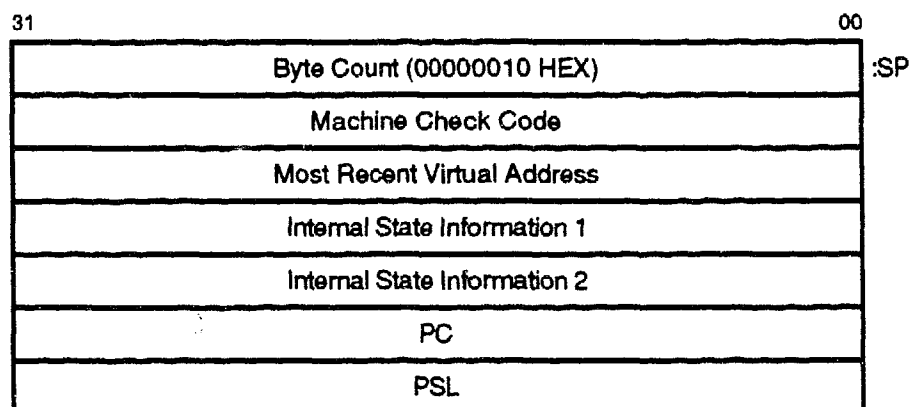 31 00
Byte Count (00000010 HEX) :SP
Machine Check Code
Most Recent Virtual Address
Internal State Information 1
Internal State Information 2
PC
PSL